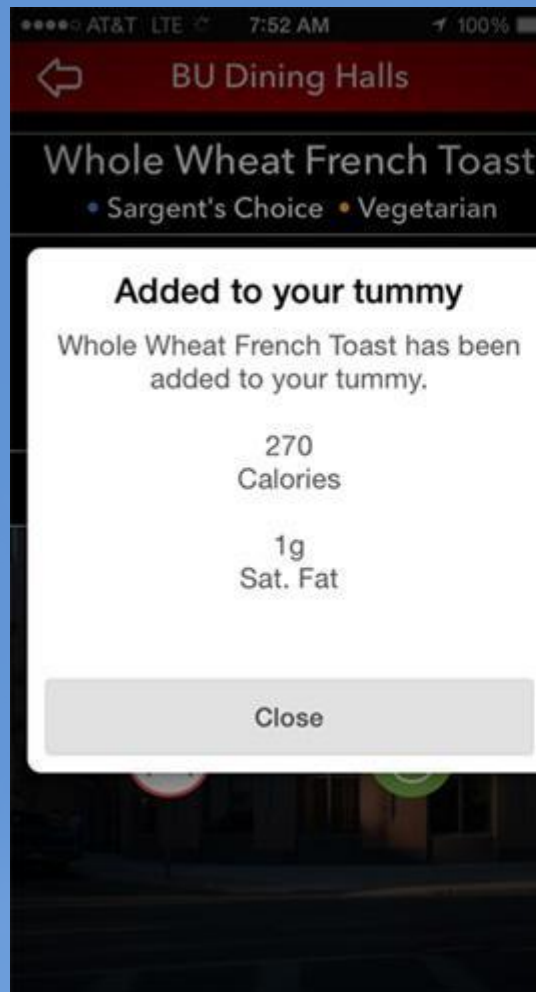 AT&T LTE 7:52 AM 100%
BU Dining Halls
Whole Wheat French Toast
• Sargent's Choice • Vegetarian
Added to your tummy
Whole Wheat French Toast has been
added to your tummy.
270
Calories
1g
Sat. Fat
Close